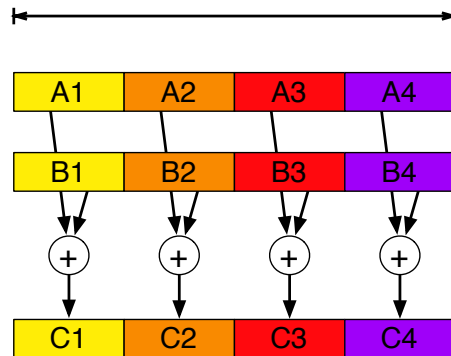 A1 A2 A3 A4
B1 B2 B3 B4
+ + + +
C1 C2 C3 C4